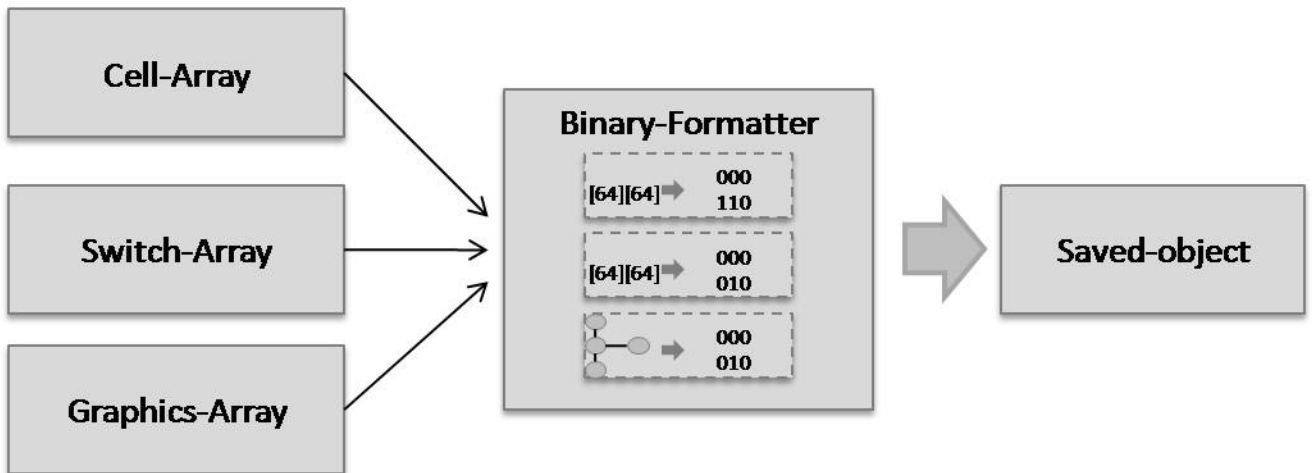 Cell-Array
Switch-Array
Graphics-Array
Binary-Formatter
[64][64] 000
110
[64][64] 000
010
000
010
Saved-object